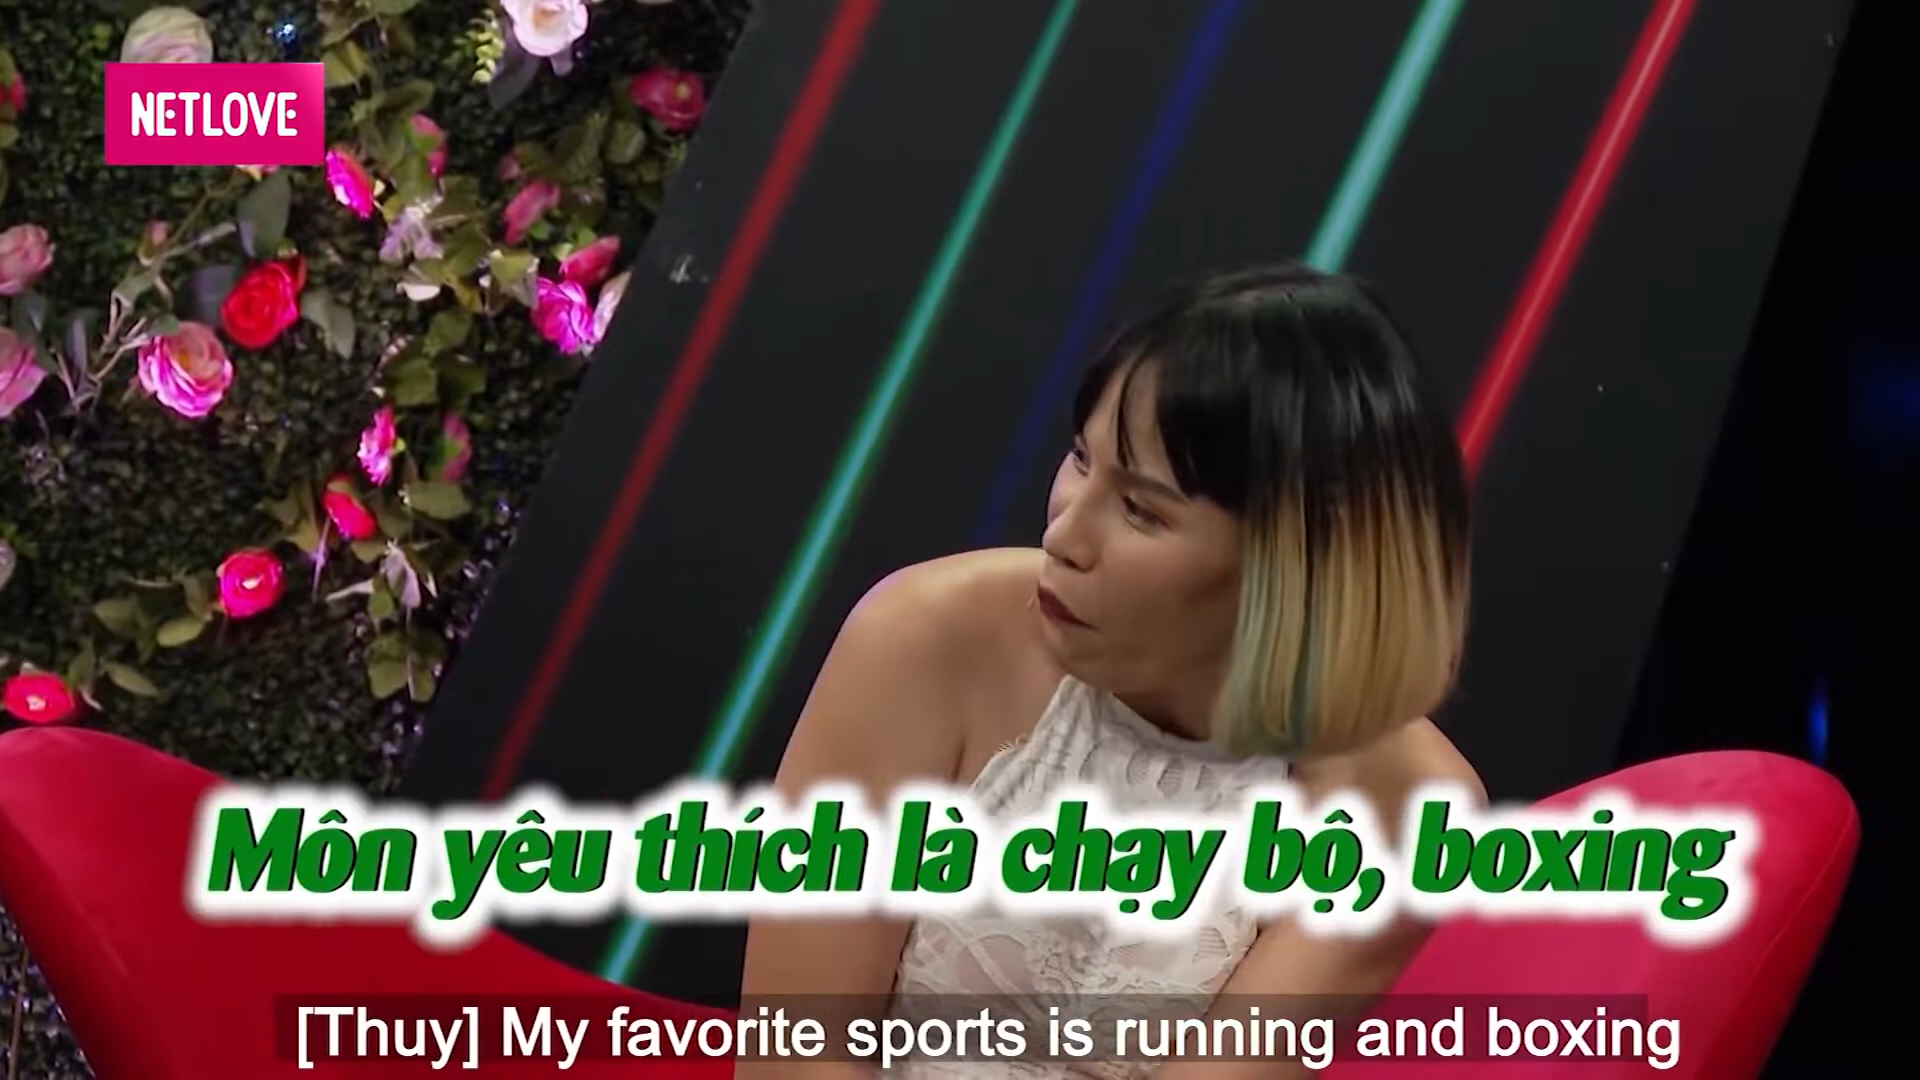 NETLOVE
Môn yêu thích là chạy bộ, boxing
[Thuy] My favorite sports is running and boxing